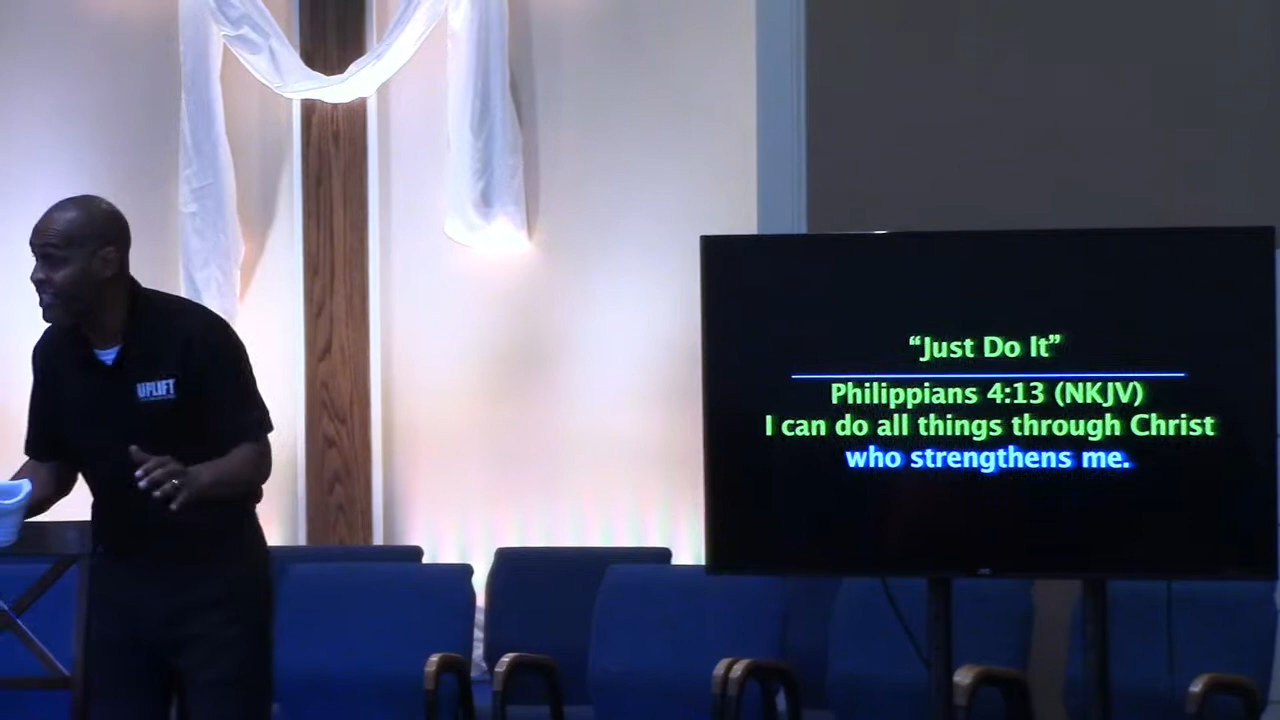 UPLIFT
“Just Do It”
Philippians 4:13 (NKJV)
I can do all things through Christ
who strengthens me.